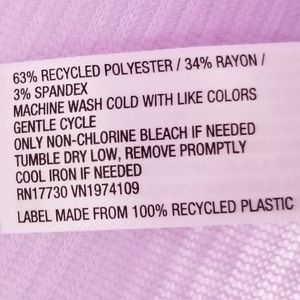 63% RECYCLED POLYESTER / 34% RAYON /
3% SPANDEX
MACHINE WASH COLD WITH LIKE COLORS
GENTLE CYCLE
ONLY NON-CHLORINE BLEACH IF NEEDED
TUMBLE DRY LOW, REMOVE PROMPTLY
COOL IRON IF NEEDED
RN17730 VN1974109
LABEL MADE FROM 100% RECYCLED PLASTIC